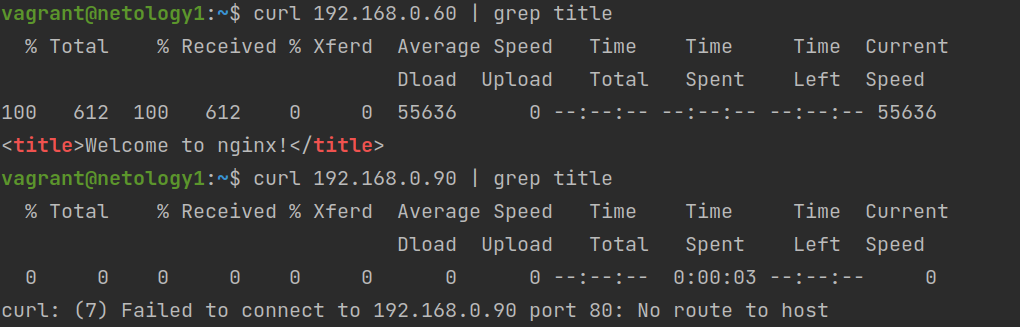 vagrant@netology1:~$ curl 192.168.0.60 | grep title
  % Total    % Received % Xferd  Average Speed   Time    Time     Time  Current
                                 Dload  Upload   Total   Spent    Left  Speed
100   612  100   612    0     0  55636      0 --:--:-- --:--:-- --:--:-- 55636
<title>Welcome to nginx!</title>
vagrant@netology1:~$ curl 192.168.0.90 | grep title
  % Total    % Received % Xferd  Average Speed   Time    Time     Time  Current
                                 Dload  Upload   Total   Spent    Left  Speed
  0     0    0     0    0     0      0      0 --:--:--  0:00:03 --:--:--     0
curl: (7) Failed to connect to 192.168.0.90 port 80: No route to host